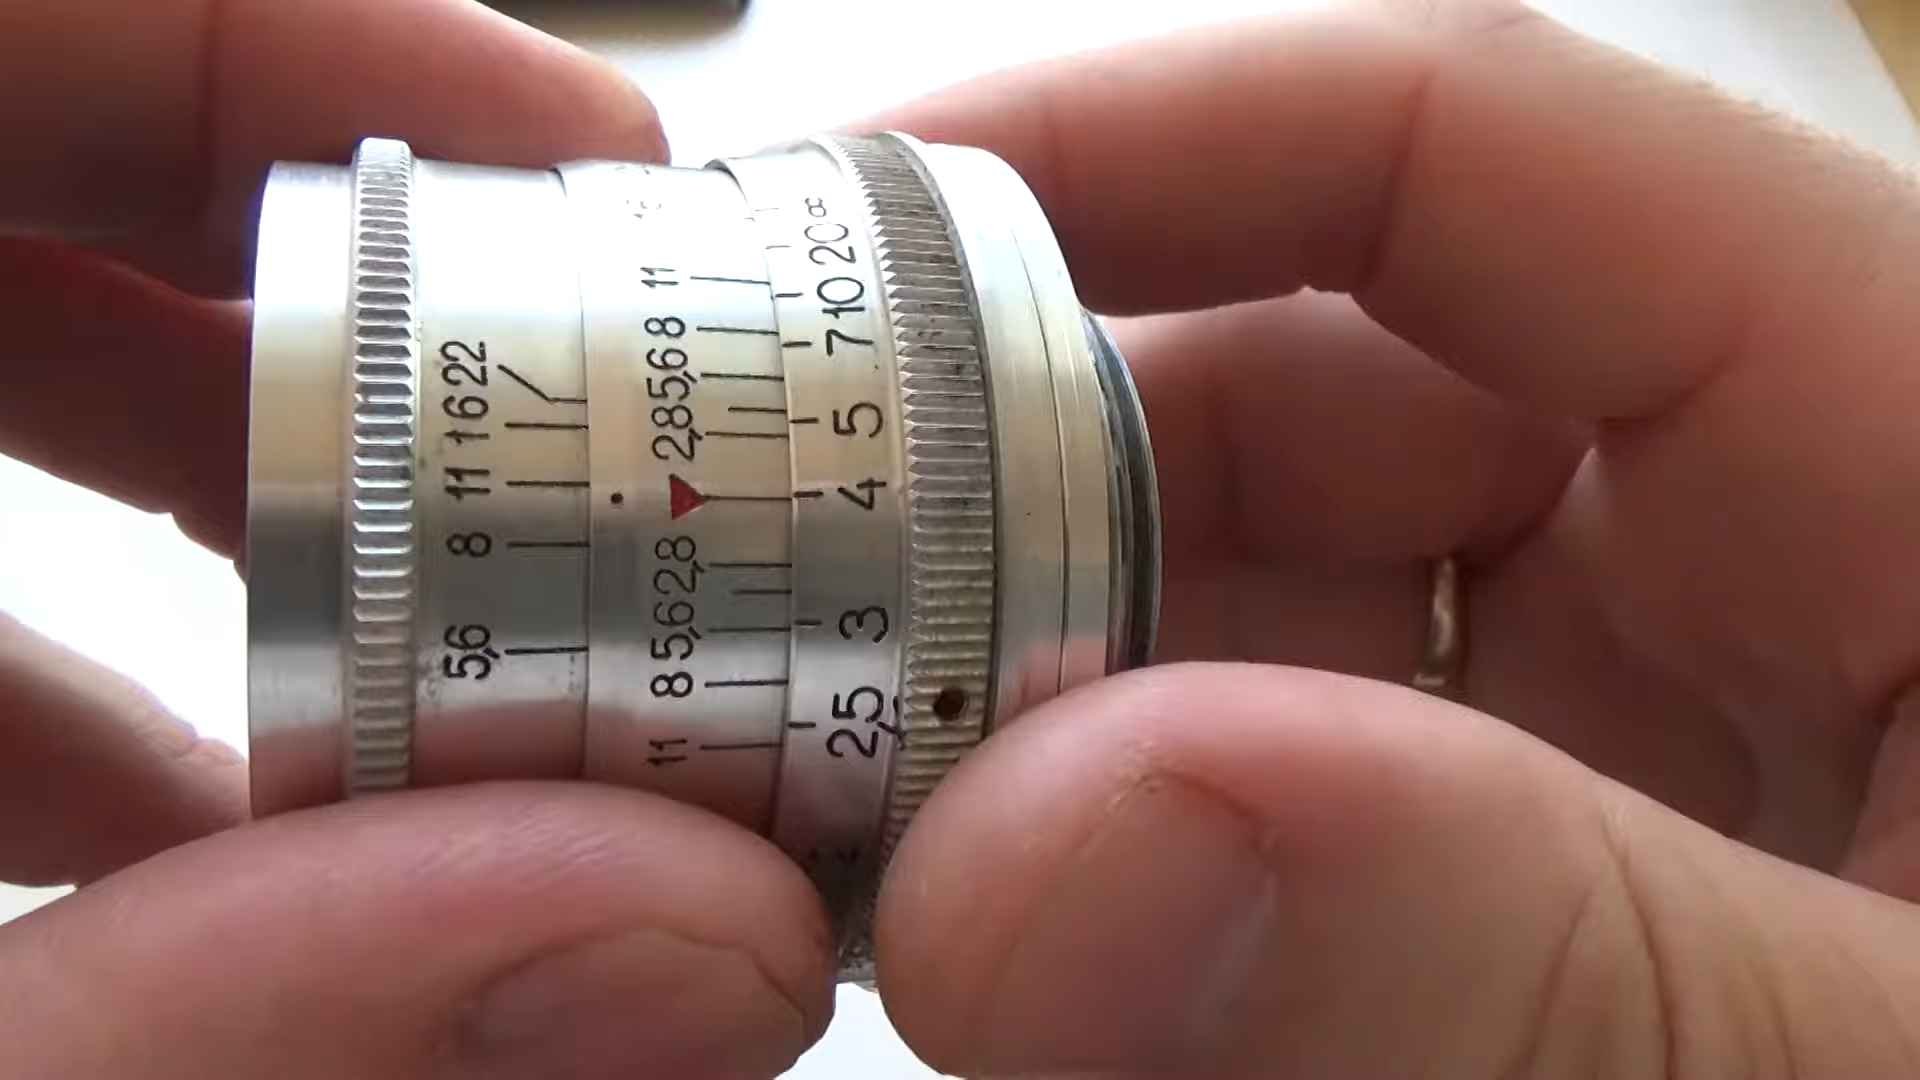 22 16 11 8 5,6
11 8 5,6 2,8 2,8 5,6 8 11
∞ 20 10 7 5 4 3 2,5